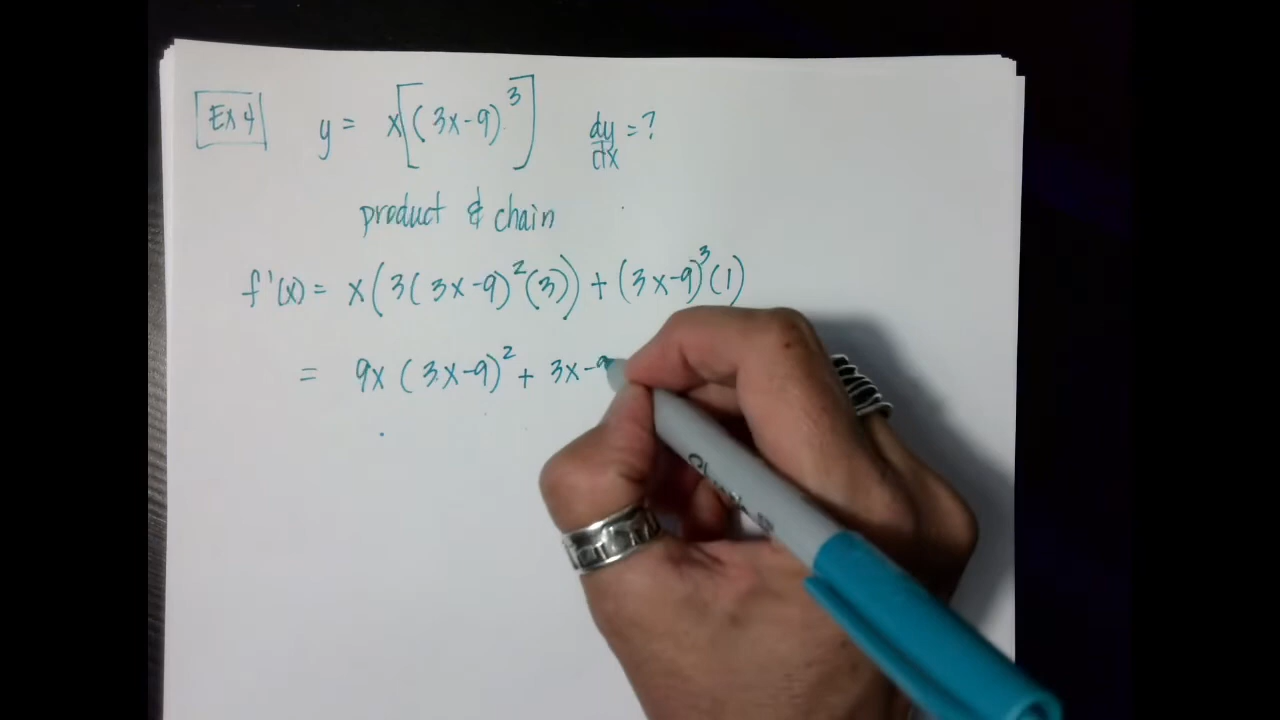 Ex 4 y = x[(3x-9)^3] dy/dx = ?
product & chain
f'(x) = x(3(3x-9)^2(3)) + (3x-9)^3(1)
= 9x(3x-9)^2 + 3x-9